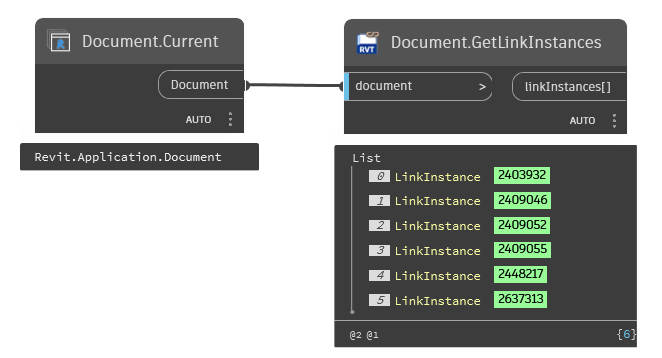 Document.Current
Document
AUTO
Revit.Application.Document
RVT
Document.GetLinkInstances
document > linkInstances[]
AUTO
List
0 LinkInstance 2403932
1 LinkInstance 2409046
2 LinkInstance 2409052
3 LinkInstance 2409055
4 LinkInstance 2448217
5 LinkInstance 2637313
@2 @1 {6}